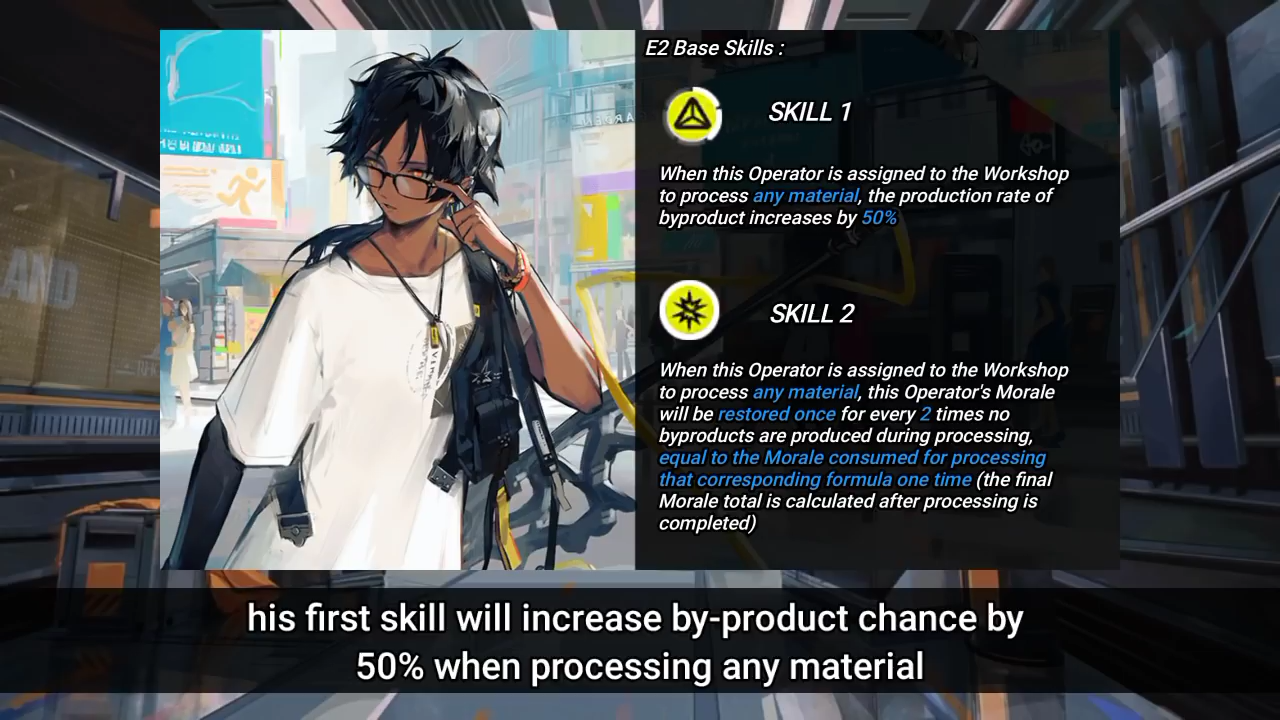 E2 Base Skills :
SKILL 1
When this Operator is assigned to the Workshop
to process any material, the production rate of
byproduct increases by 50%
SKILL 2
When this Operator is assigned to the Workshop
to process any material, this Operator's Morale
will be restored once for every 2 times no
byproducts are produced during processing,
equal to the Morale consumed for processing
that corresponding formula one time (the final
Morale total is calculated after processing is
completed)
AND
his first skill will increase by-product chance by
50% when processing any material